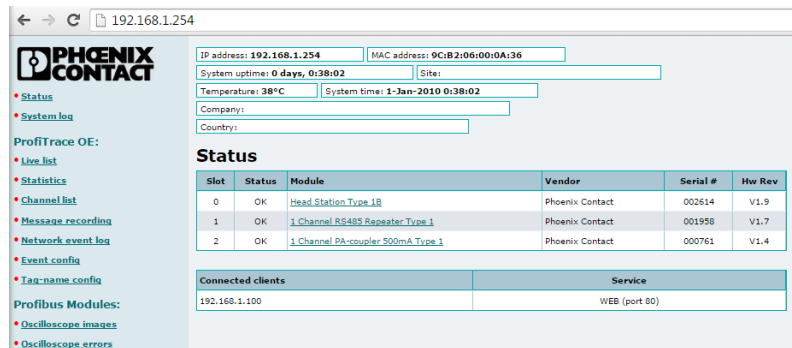 192.168.1.254
PHŒNIX
CONTACT
IP address: 192.168.1.254 MAC address: 9C:B2:06:00:0A:36
System uptime: 0 days, 0:38:02 Site:
Temperature: 38°C System time: 1-Jan-2010 0:38:02
Company:
Country:
Status
System log
ProfiTrace OE:
Live list
Statistics
Channel list
Message recording
Network event log
Event config
Tag-name config
Profibus Modules:
Oscilloscope images
Oscilloscope errors
Status
Slot Status Module Vendor Serial # Hw Rev
0 OK Head Station Type 1B Phoenix Contact 002614 V1.9
1 OK 1 Channel RS485 Repeater Type 1 Phoenix Contact 001958 V1.7
2 OK 1 Channel PA-coupler 500mA Type 1 Phoenix Contact 000761 V1.4
Connected clients Service
192.168.1.100 WEB (port 80)